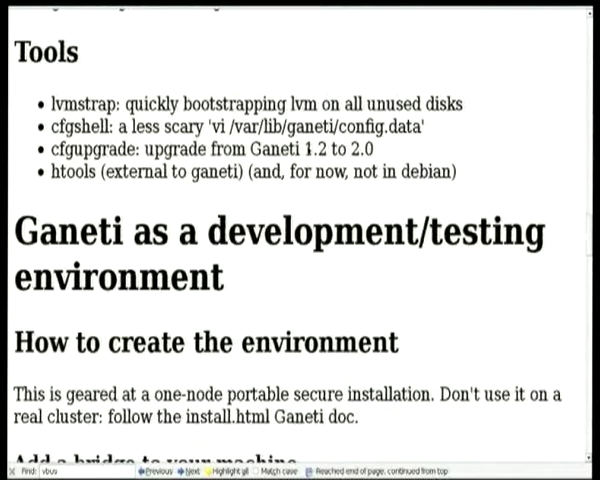 Tools
• lvmstrap: quickly bootstrapping lvm on all unused disks
• cfgshell: a less scary 'vi /var/lib/ganeti/config.data'
• cfgupgrade: upgrade from Ganeti 1.2 to 2.0
• htools (external to ganeti) (and, for now, not in debian)
Ganeti as a development/testing
environment
How to create the environment
This is geared at a one-node portable secure installation. Don't use it on a
real cluster: follow the install.html Ganeti doc.
Add a bridge to your machine
Find: vbus Previous Next Highlight all Match case Reached end of page, continued from top